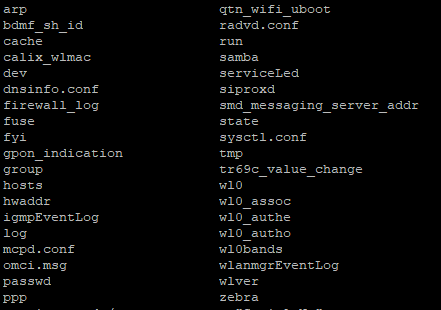 arp qtn_wifi_uboot
bdmf_sh_id radvd.conf
cache run
calix_wlmac samba
dev serviceLed
dnsinfo.conf siproxd
firewall_log smd_messaging_server_addr
fuse state
fyi sysctl.conf
gpon_indication tmp
group tr69c_value_change
hosts wl0
hwaddr wl0_assoc
igmpEventLog wl0_authe
log wl0_autho
mcpd.conf wl0bands
omci.msg wlanmgrEventLog
passwd wlver
ppp zebra